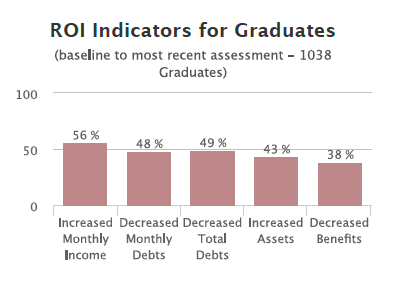 ROI Indicators for Graduates
(baseline to most recent assessment – 1038
Graduates)
100
50
0
56 %
48 %
49 %
43 %
38 %
Increased
Monthly
Income
Decreased
Monthly
Debts
Decreased
Total
Debts
Increased
Assets
Decreased
Benefits